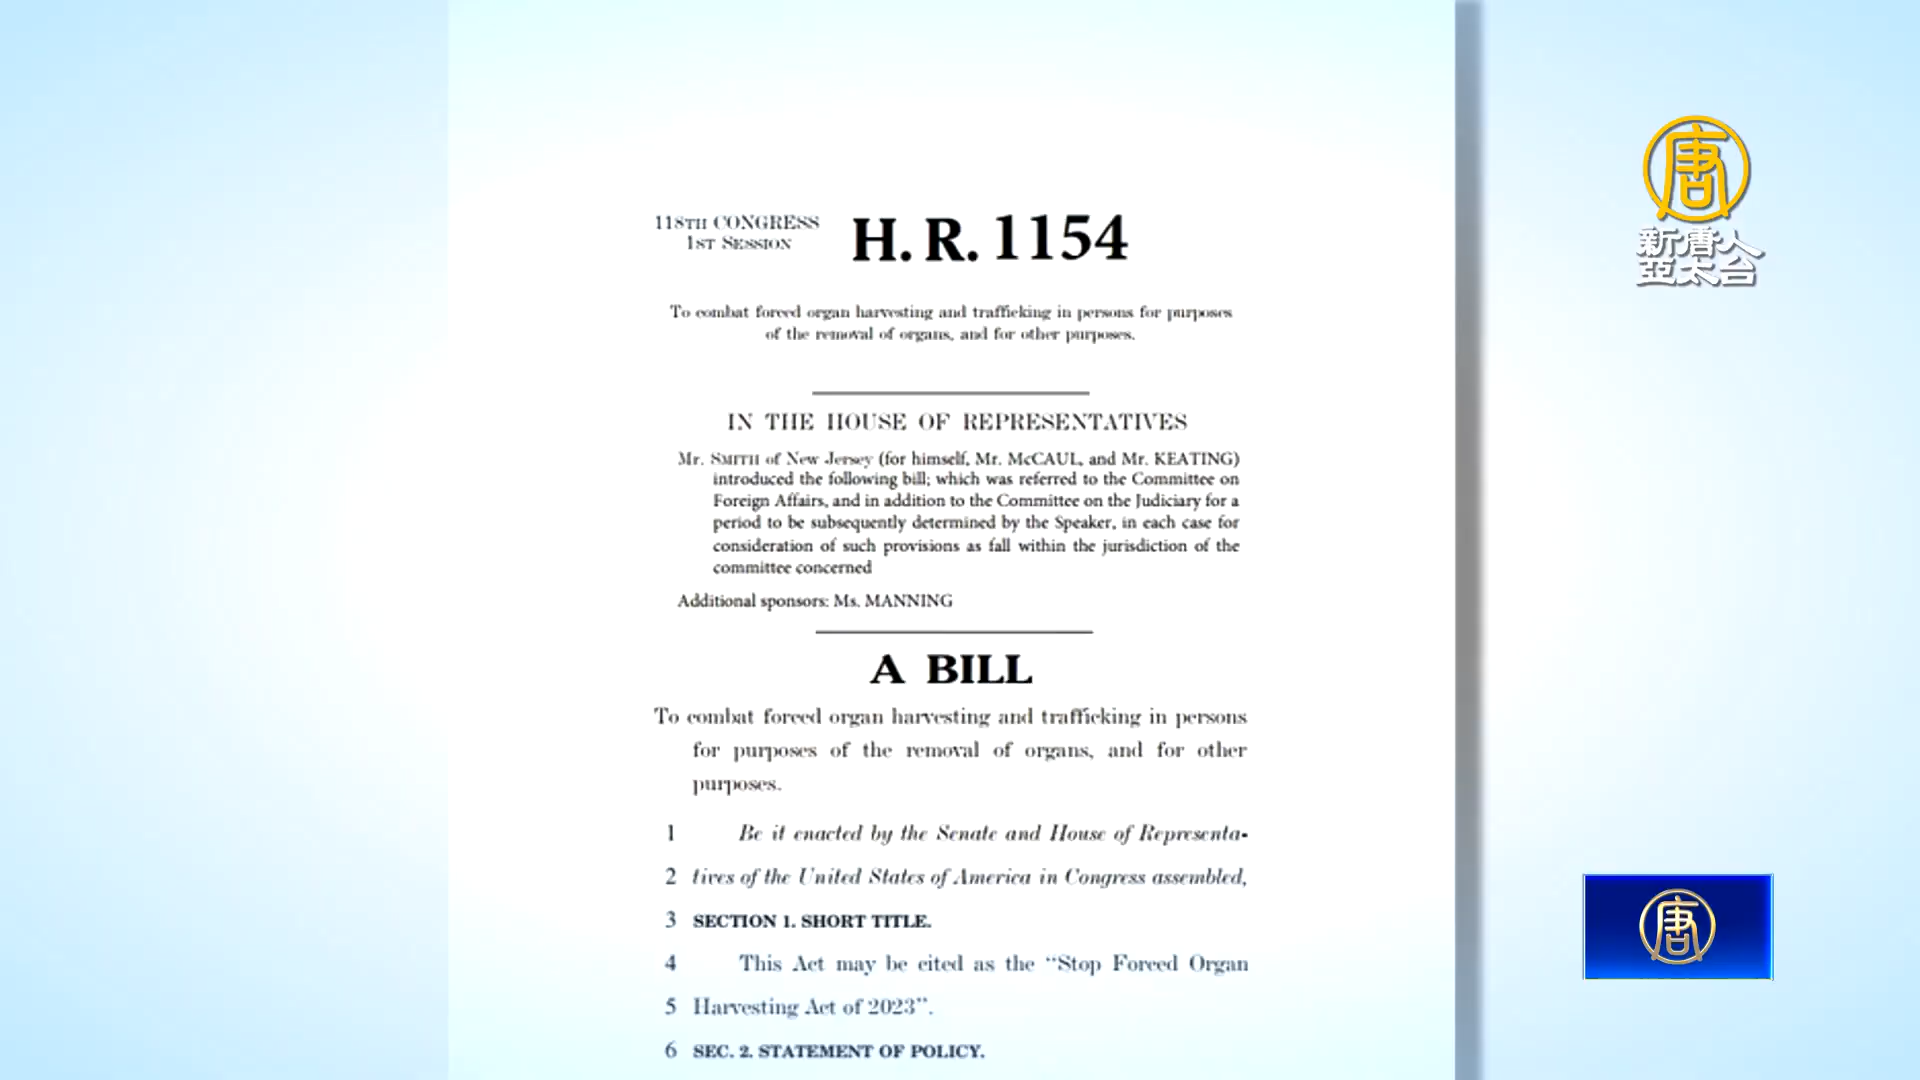 118TH CONGRESS
1ST SESSION
H. R. 1154
To combat forced organ harvesting and trafficking in persons for purposes
of the removal of organs, and for other purposes.
IN THE HOUSE OF REPRESENTATIVES
Mr. SMITH of New Jersey (for himself, Mr. McCAUL, and Mr. KEATING)
introduced the following bill; which was referred to the Committee on
Foreign Affairs, and in addition to the Committee on the Judiciary for a
period to be subsequently determined by the Speaker, in each case for
consideration of such provisions as fall within the jurisdiction of the
committee concerned
Additional sponsors: Ms. MANNING
A BILL
To combat forced organ harvesting and trafficking in persons
for purposes of the removal of organs, and for other
purposes.
1 Be it enacted by the Senate and House of Representa-
2 tives of the United States of America in Congress assembled,
3 SECTION 1. SHORT TITLE.
4 This Act may be cited as the “Stop Forced Organ
5 Harvesting Act of 2023”.
6 SEC. 2. STATEMENT OF POLICY.
唐
新唐人
亞太台
唐